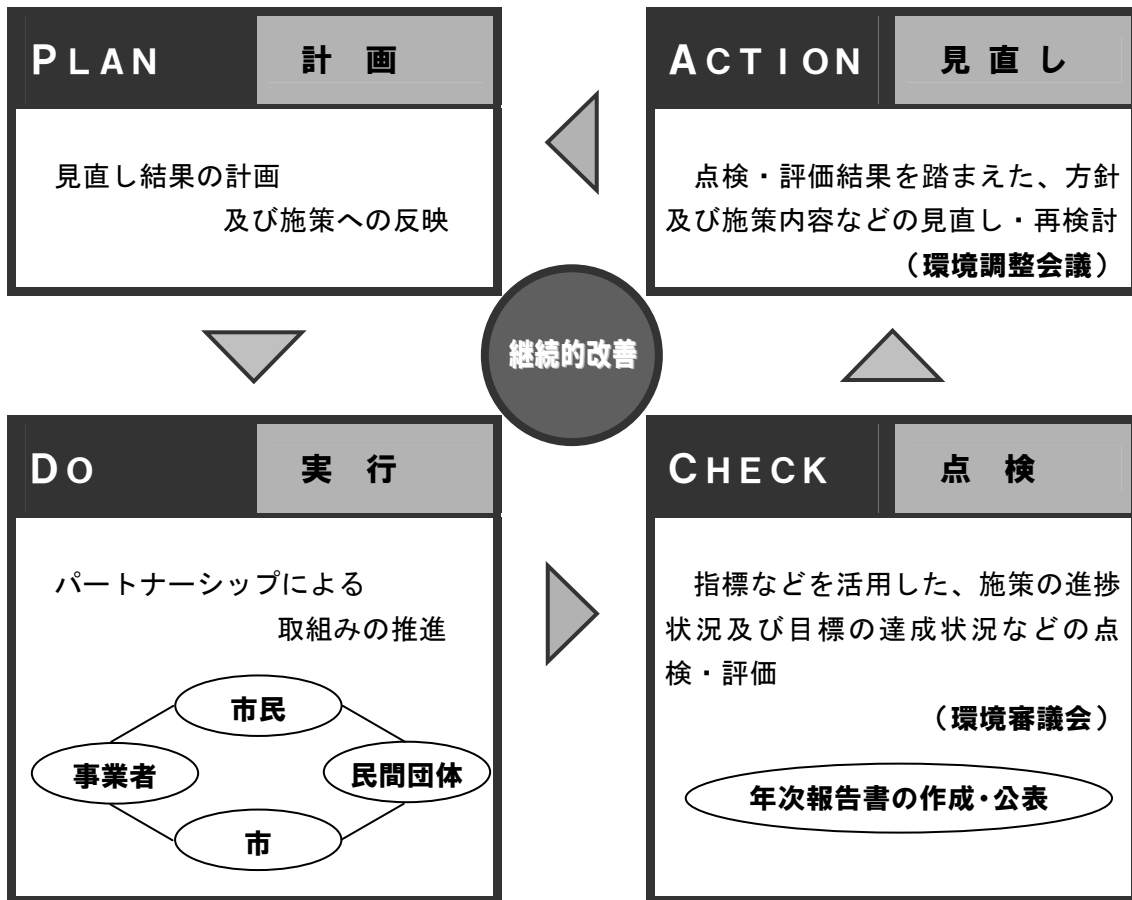 PLAN 計画
見直し結果の計画
及び施策への反映
ACTION 見直し
点検・評価結果を踏まえた、方針
及び施策内容などの見直し・再検討
（環境調整会議）
継続的改善
DO 実行
パートナーシップによる
取組みの推進
市民
事業者
民間団体
市
CHECK 点検
指標などを活用した、施策の進捗
状況及び目標の達成状況などの点
検・評価
（環境審議会）
年次報告書の作成･公表